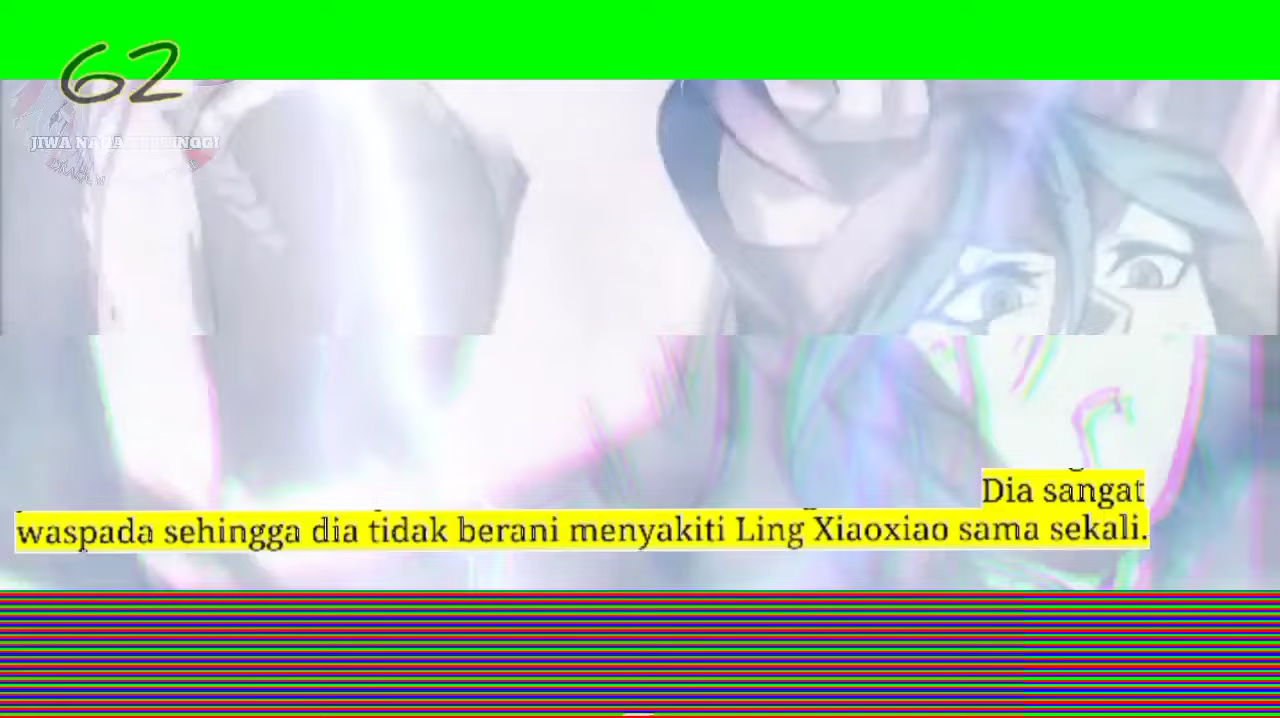 62
Dia sangat
waspada sehingga dia tidak berani menyakiti Ling Xiaoxiao sama sekali.